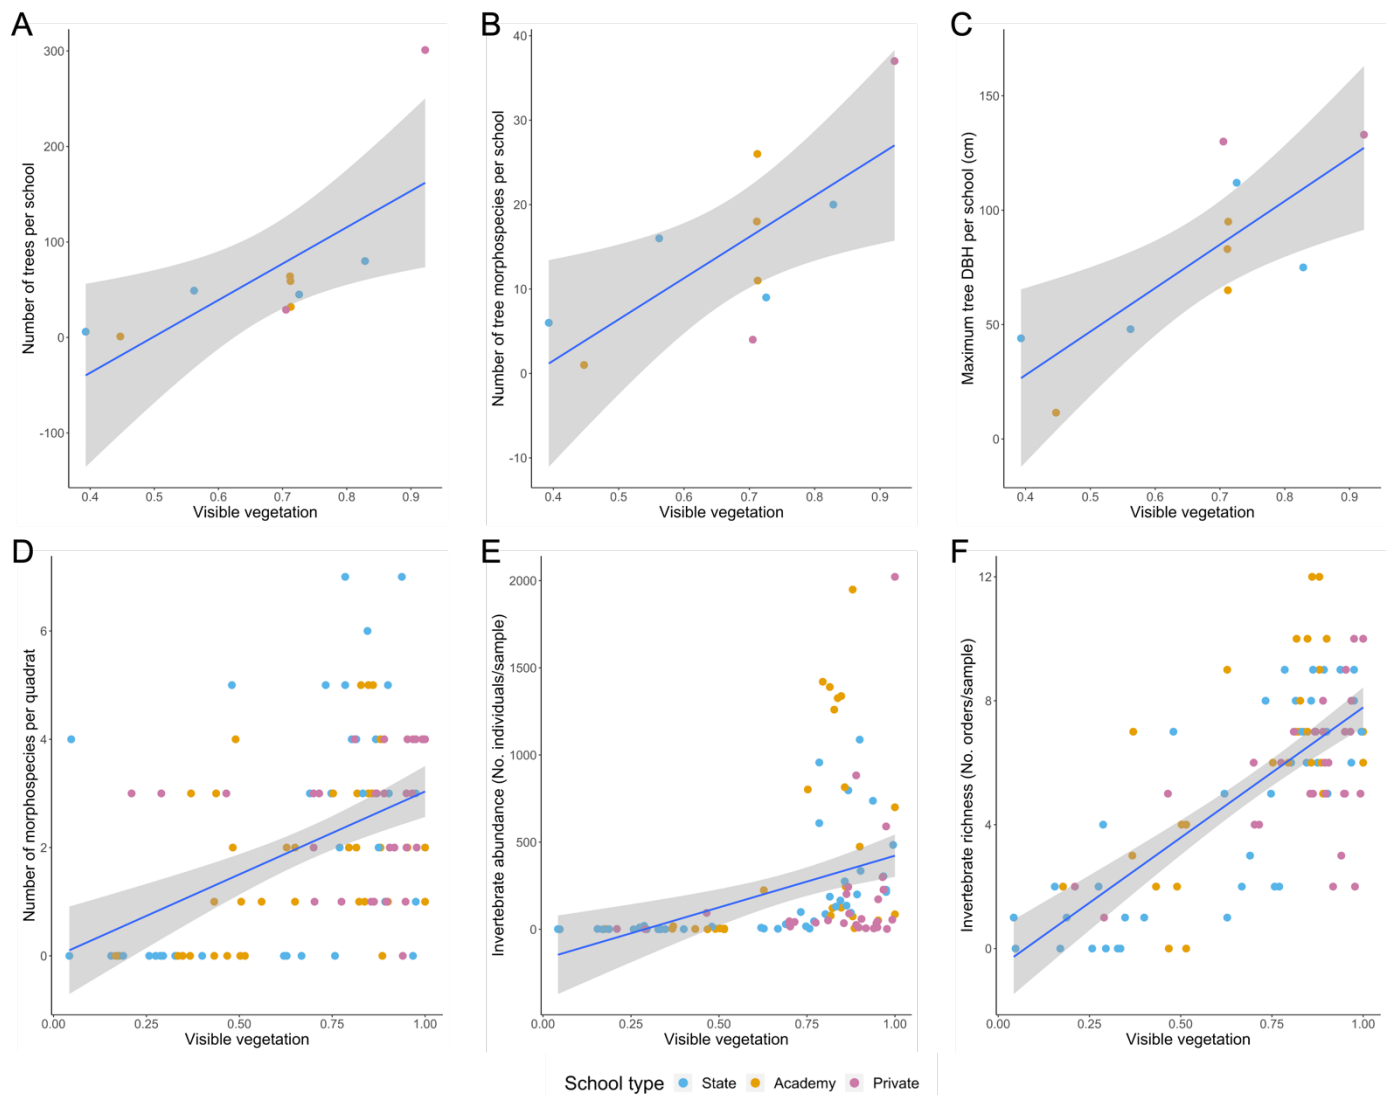 A
B
C
Number of trees per school
300
200
100
0
-100
0.4 0.5 0.6 0.7 0.8 0.9
Visible vegetation
Number of tree morphospecies per school
40
30
20
10
0
-10
0.4 0.5 0.6 0.7 0.8 0.9
Visible vegetation
Maximum tree DBH per school (cm)
150
100
50
0
0.4 0.5 0.6 0.7 0.8 0.9
Visible vegetation
D
E
F
Number of morphospecies per quadrat
6
4
2
0
0.00 0.25 0.50 0.75 1.00
Visible vegetation
Invertebrate abundance (No. individuals/sample)
2000
1500
1000
500
0
0.00 0.25 0.50 0.75 1.00
Visible vegetation
Invertebrate richness (No. orders/sample)
12
8
4
0
0.00 0.25 0.50 0.75 1.00
Visible vegetation
School type State Academy Private